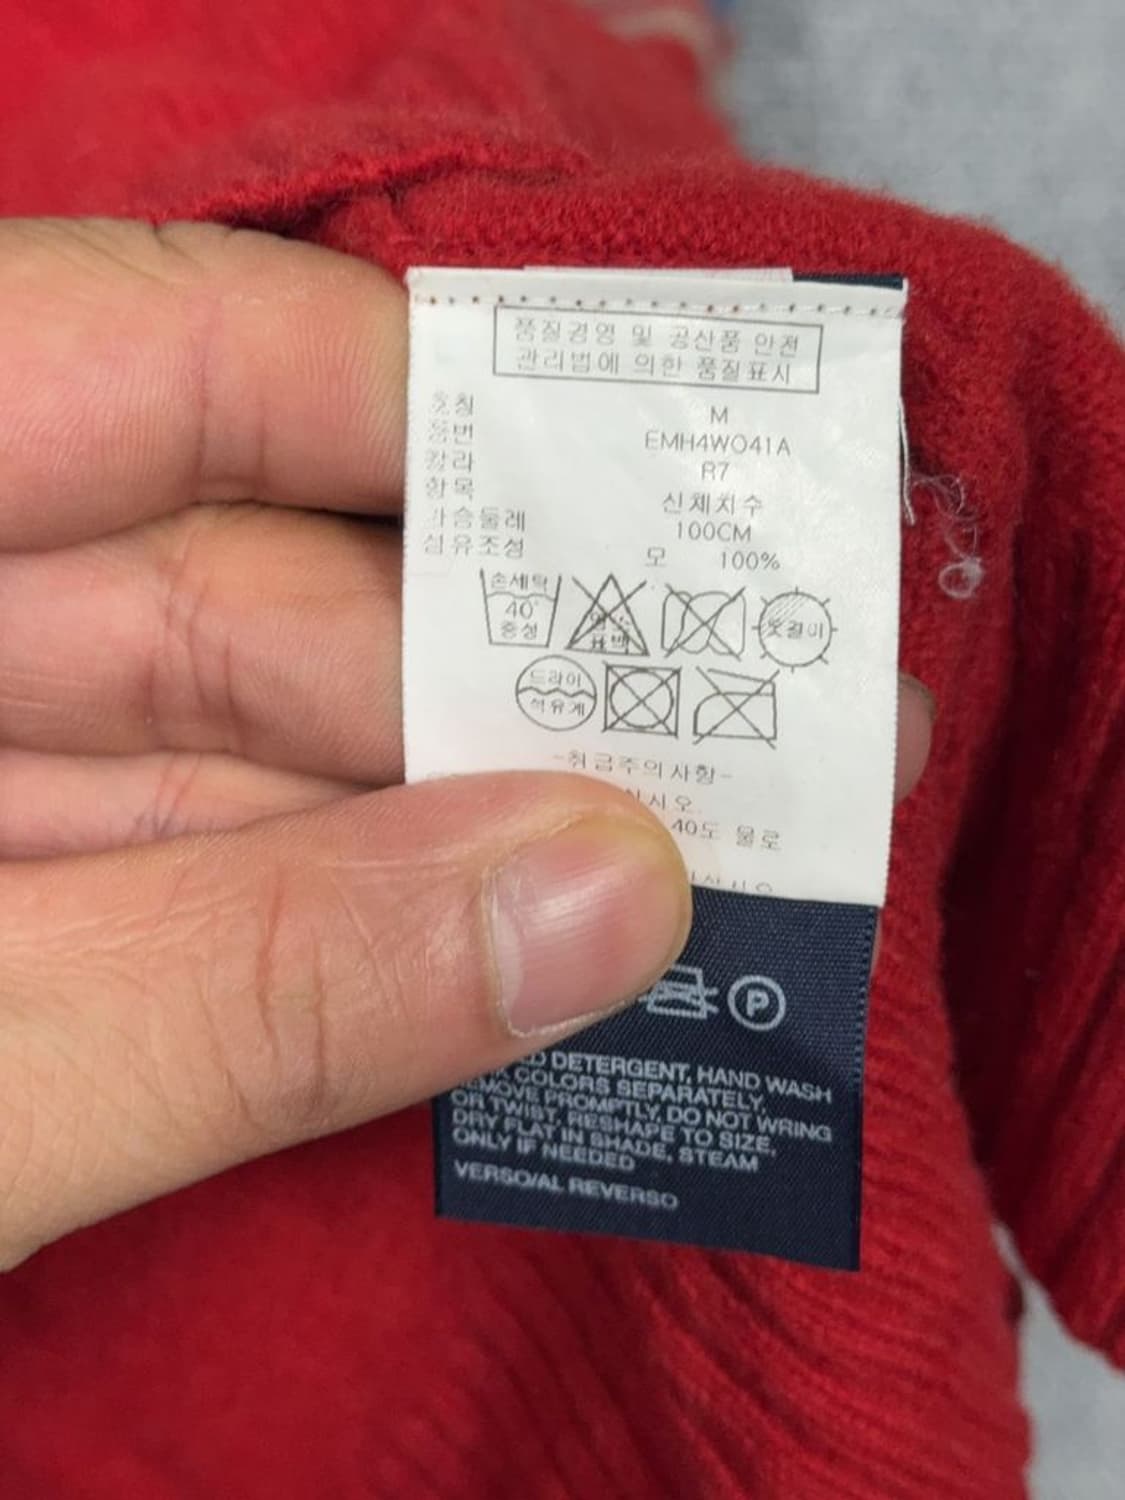 품질경영 및 공산품 안전
관리법에 의한 품질표시
호칭 M
품번 EMH4W041A
칼라 R7
항목 신체치수
가슴둘레 100CM
섬유조성 모 100%
손세탁
40°
중성
염소
표백
옷걸이
드라이
석유계
-취급주의사항-
40도 물로
P
DETERGENT, HAND WASH
COLORS SEPARATELY,
REMOVE PROMPTLY, DO NOT WRING
OR TWIST, RESHAPE TO SIZE,
DRY FLAT IN SHADE, STEAM
ONLY IF NEEDED
VERSO/AL REVERSO